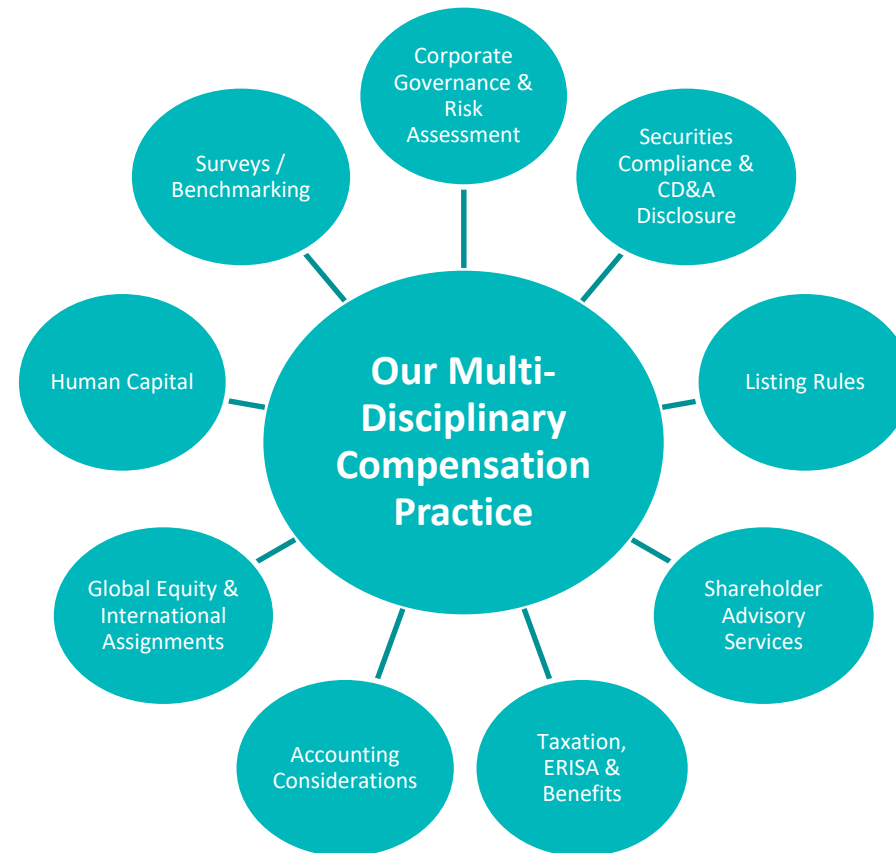 Corporate
Governance &
Risk
Assessment
Securities
Compliance &
CD&A
Disclosure
Surveys /
Benchmarking
Human Capital
Our Multi-
Disciplinary
Compensation
Practice
Listing Rules
Global Equity &
International
Assignments
Shareholder
Advisory
Services
Accounting
Considerations
Taxation,
ERISA &
Benefits